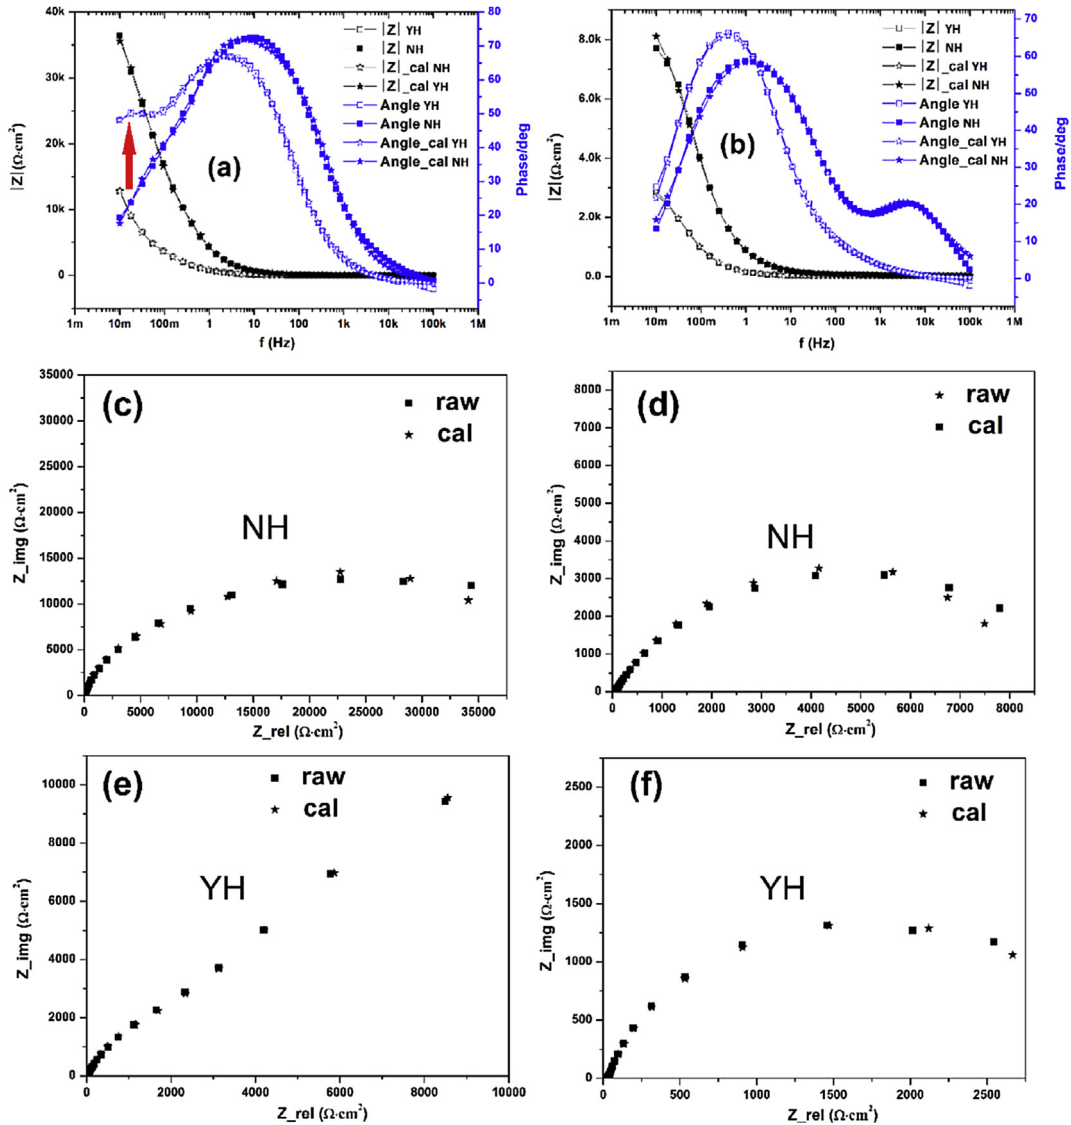 (a)
|Z|(Ω·cm²)
40k
30k
20k
10k
0
1m 10m 100m 1 10 100 1k 10k 100k 1M
f (Hz)
80
70
60
50
40
30
20
10
0
Phase/deg
|Z| YH
|Z| NH
|Z|_cal NH
|Z|_cal YH
Angle YH
Angle NH
Angle_cal YH
Angle_cal NH
(b)
|Z|(Ω·cm²)
8.0k
6.0k
4.0k
2.0k
0.0
1m 10m 100m 1 10 100 1k 10k 100k 1M
f (Hz)
70
60
50
40
30
20
10
0
Phase/deg
|Z| YH
|Z| NH
|Z|_cal YH
|Z|_cal NH
Angle YH
Angle NH
Angle_cal YH
Angle_cal NH
(c)
raw
cal
NH
Z_img (Ω·cm²)
35000
30000
25000
20000
15000
10000
5000
0
0 5000 10000 15000 20000 25000 30000 35000
Z_rel (Ω·cm²)
(d)
raw
cal
NH
Z_img (Ω·cm²)
8000
7000
6000
5000
4000
3000
2000
1000
0
0 1000 2000 3000 4000 5000 6000 7000 8000
Z_rel (Ω·cm²)
(e)
raw
cal
YH
Z_img (Ω·cm²)
10000
8000
6000
4000
2000
0
0 2000 4000 6000 8000 10000
Z_rel (Ω·cm²)
(f)
raw
cal
YH
Z_img (Ω·cm²)
2500
2000
1500
1000
500
0
0 500 1000 1500 2000 2500
Z_rel (Ω·cm²)